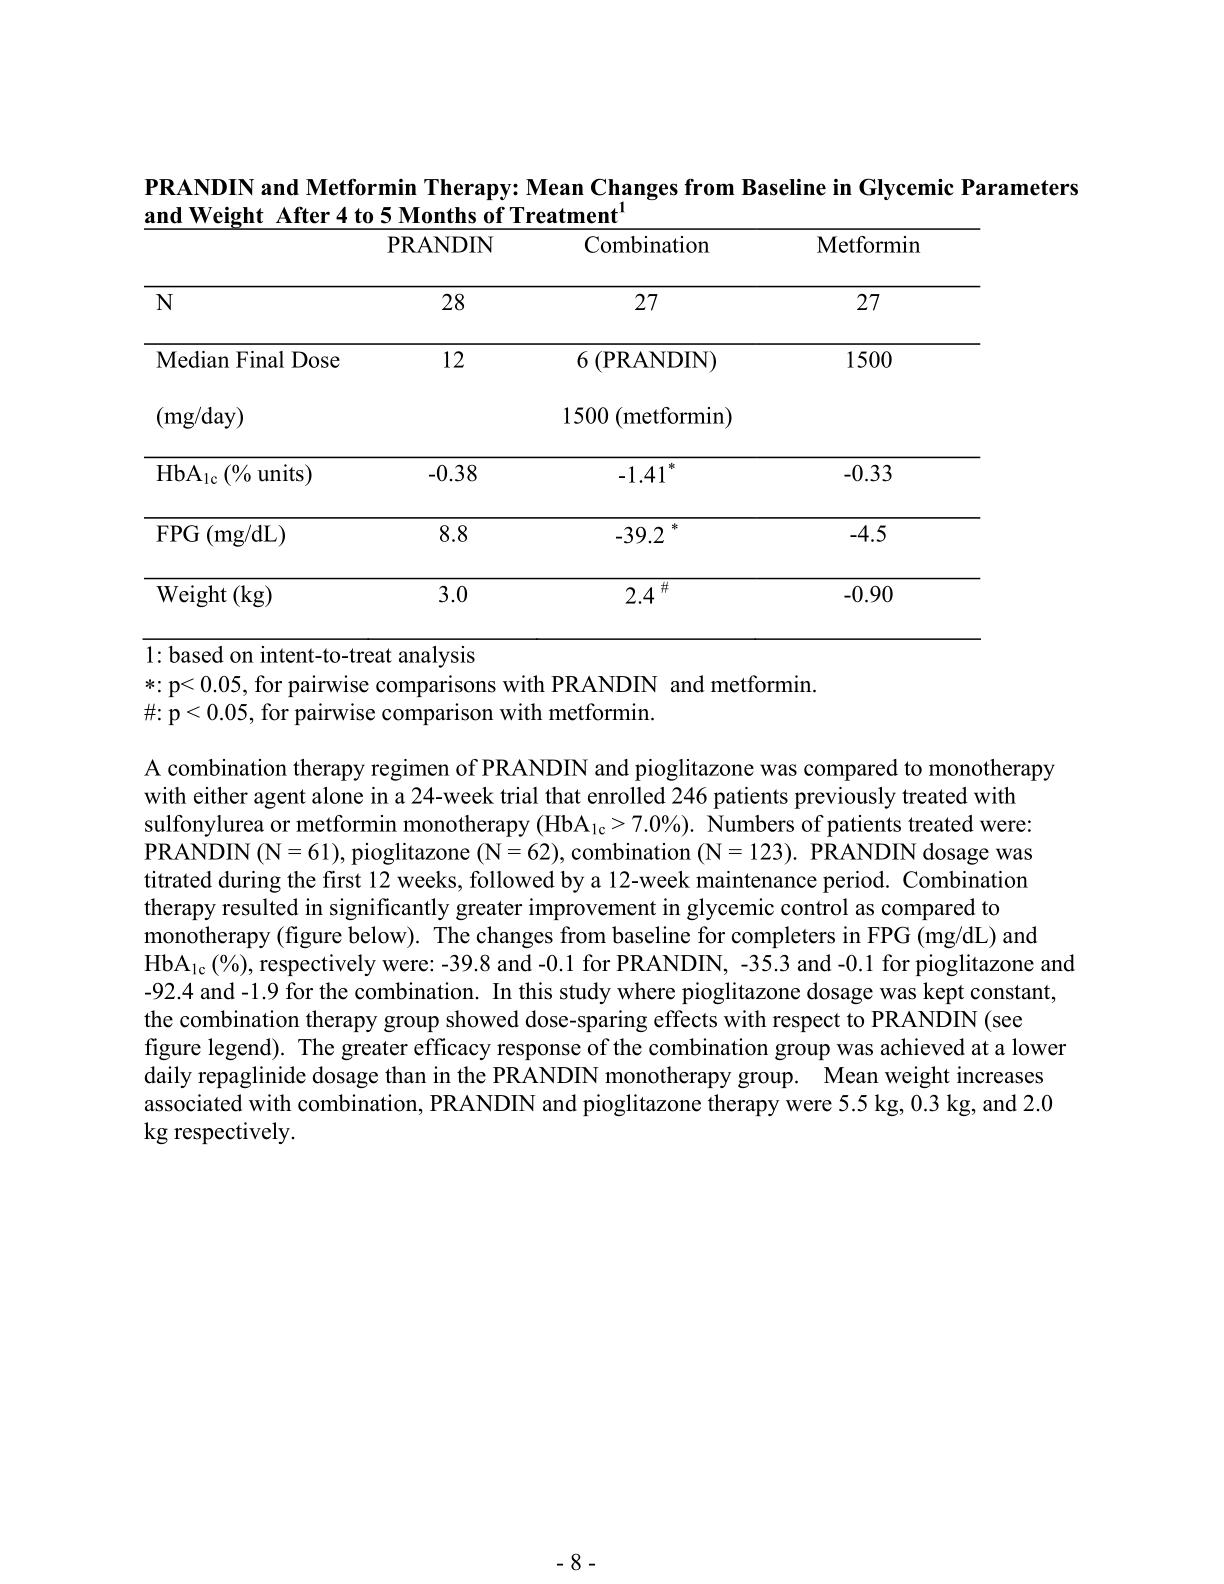 PRANDIN and Metformin Therapy: Mean Changes from Baseline in Glycemic Parameters
and Weight  After 4 to 5 Months of Treatment¹
PRANDIN Combination Metformin
N 28 27 27
Median Final Dose 12 6 (PRANDIN) 1500
(mg/day) 1500 (metformin)
HbA₁c (% units) -0.38 -1.41* -0.33
FPG (mg/dL) 8.8 -39.2 * -4.5
Weight (kg) 3.0 2.4 # -0.90
1: based on intent-to-treat analysis
*: p< 0.05, for pairwise comparisons with PRANDIN  and metformin.
#: p < 0.05, for pairwise comparison with metformin.
A combination therapy regimen of PRANDIN and pioglitazone was compared to monotherapy
with either agent alone in a 24-week trial that enrolled 246 patients previously treated with
sulfonylurea or metformin monotherapy (HbA₁c > 7.0%).  Numbers of patients treated were:
PRANDIN (N = 61), pioglitazone (N = 62), combination (N = 123).  PRANDIN dosage was
titrated during the first 12 weeks, followed by a 12-week maintenance period.  Combination
therapy resulted in significantly greater improvement in glycemic control as compared to
monotherapy (figure below).  The changes from baseline for completers in FPG (mg/dL) and
HbA₁c (%), respectively were: -39.8 and -0.1 for PRANDIN,  -35.3 and -0.1 for pioglitazone and
-92.4 and -1.9 for the combination.  In this study where pioglitazone dosage was kept constant,
the combination therapy group showed dose-sparing effects with respect to PRANDIN (see
figure legend).  The greater efficacy response of the combination group was achieved at a lower
daily repaglinide dosage than in the PRANDIN monotherapy group.    Mean weight increases
associated with combination, PRANDIN and pioglitazone therapy were 5.5 kg, 0.3 kg, and 2.0
kg respectively.
- 8 -